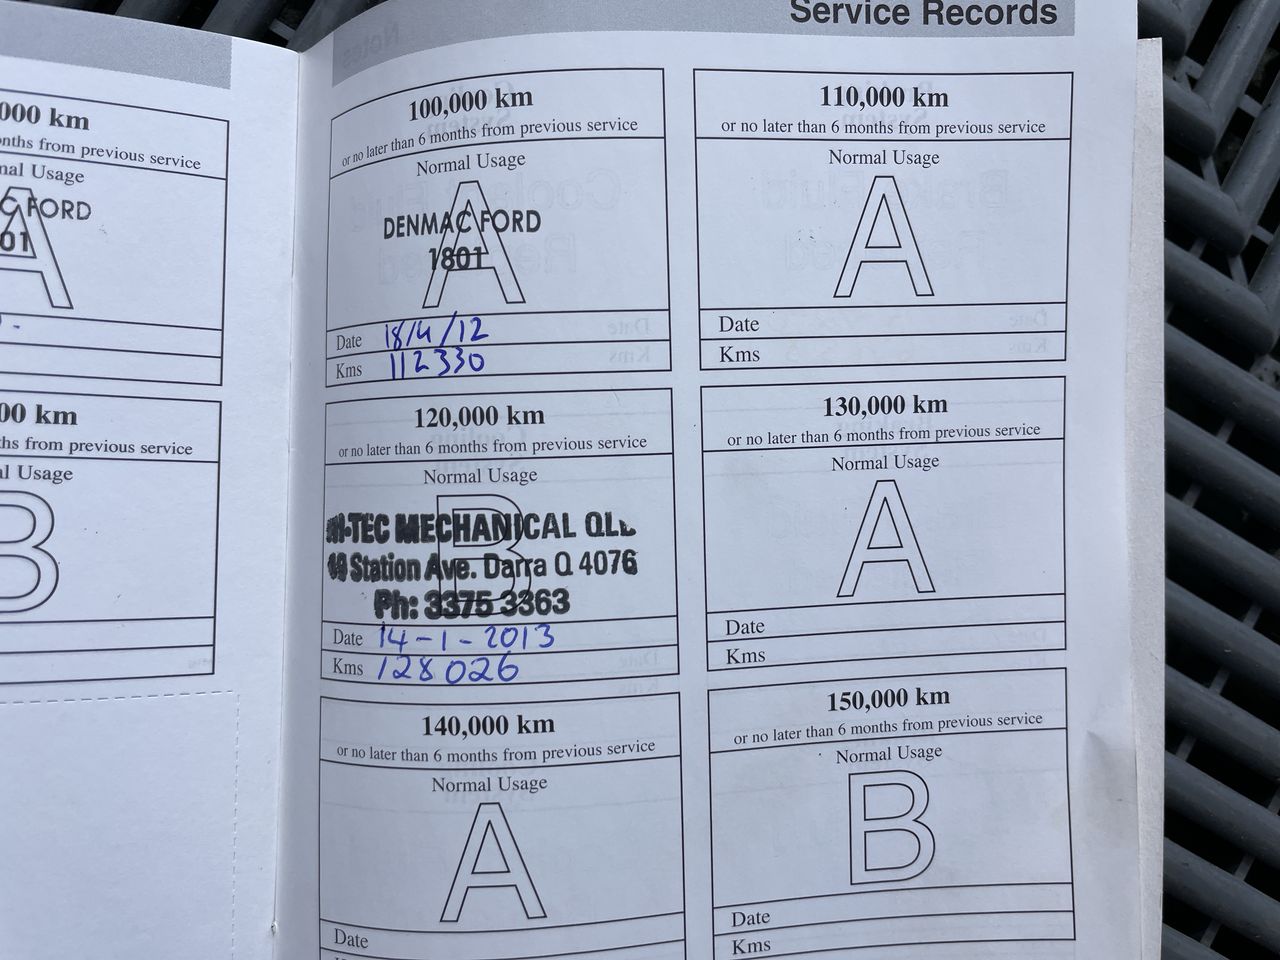 Service Records
000 km
onths from previous service
nal Usage
A
C FORD
01
00 km
ths from previous service
l Usage
B
100,000 km
or no later than 6 months from previous service
Normal Usage
A
DENMAC FORD
1801
Date 18/4/12
Kms 112330
110,000 km
or no later than 6 months from previous service
Normal Usage
A
Date
Kms
120,000 km
or no later than 6 months from previous service
Normal Usage
B
HI-TEC MECHANICAL QLD
Station Ave. Darra Q 4076
Ph: 3375 3363
Date 14-1-2013
Kms 128026
130,000 km
or no later than 6 months from previous service
Normal Usage
A
Date
Kms
140,000 km
or no later than 6 months from previous service
Normal Usage
A
Date
150,000 km
or no later than 6 months from previous service
Normal Usage
B
Date
Kms